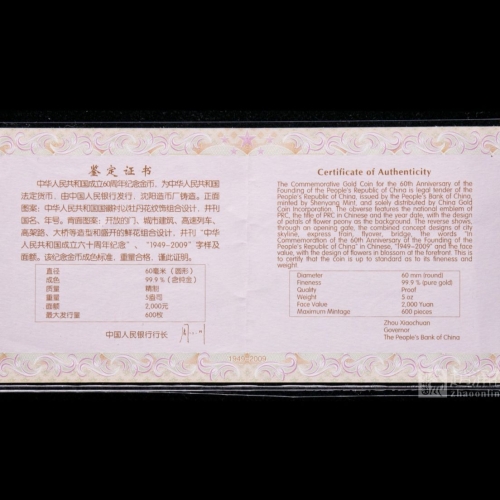 鉴定证书
中华人民共和国成立60周年纪念金币，为中华人民共和国
法定货币，由中国人民银行发行，沈阳造币厂铸造。正面
图案：中华人民共和国国徽衬以牡丹花纹饰组合设计，并刊
国名、年号。背面图案：开放的门、城市建筑、高速列车、
高架路、大桥等造型和盛开的鲜花组合设计，并刊“中华
人民共和国成立六十周年纪念”、“1949-2009”字样及
面额。该纪念金币成色标准，重量合格，谨此证明。
直径 60毫米（圆形）
成色 99.9％（造纯金）
质量 精制
重量 5盎司
面额 2,000元
最大发行量 600枚
中国人民银行行长
Certificate of Authenticity
The Commemorative Gold Coin for the 60th Anniversary of the
Founding of the People's Republic of China is legal tender of the
People's Republic of China, issued by the People's Bank of China,
minted by Shenyang Mint, and solely distributed by China Gold
Coin Incorporation. The obverse features the national emblem of
PRC, the title of PRC in Chinese and the year date, with the design
of petals of flower peony as the background. The reverse shows,
through an opening gate, the combined concept designs of city
skyline, express train, flyover, bridge, the words "in
Commemoration of the 60th Anniversary of the Founding of the
People's Republic of China" in Chinese, "1949-2009" and the face
value, with the design of flowers in blossom at the forefront. This is
to certify that the Coin is up to standard as to its fineness and
weight.
Diameter 60 mm (round)
Fineness 99.9 % (pure gold)
Quality Proof
Weight 5 oz
Face Value 2,000 Yuan
Maximum Mintage 600 pieces
Zhou Xiaochuan
Governor
The People's Bank of China
1949-2009
zhaoonlin